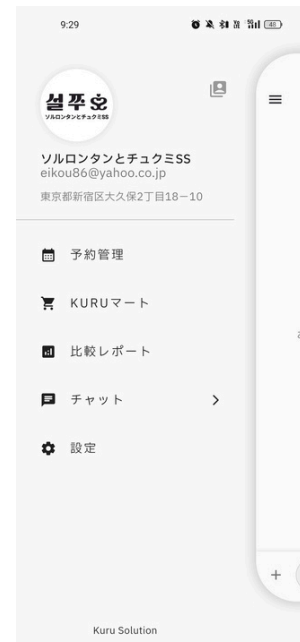 9:29
48
설쭈숏
ソルロンタンとチュクミSS
ソルロンタンとチュクミSS
eikou86@yahoo.co.jp
東京都新宿区大久保2丁目18−10
予約管理
KURUマート
比較レポート
チャット
設定
Kuru Solution